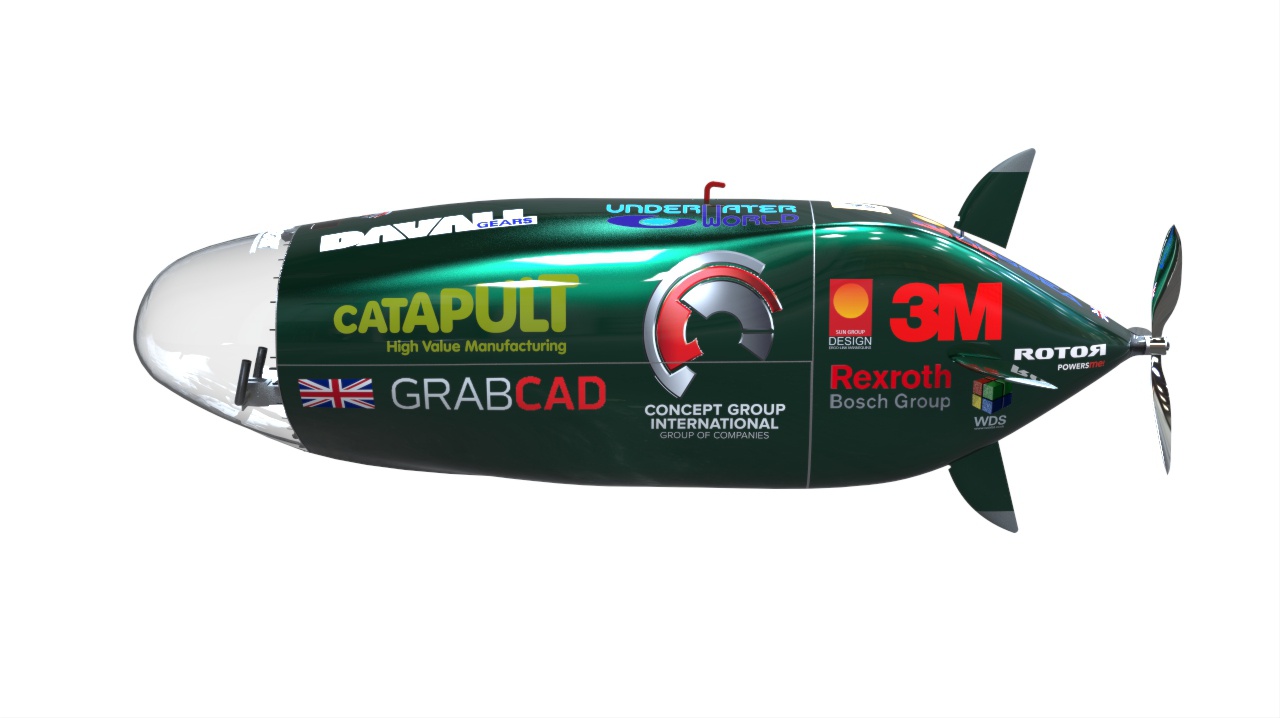 DAVALL
GEARS
UNDERWATER
WORLD
CATAPULT
High Value Manufacturing
GRABCAD
CONCEPT GROUP
INTERNATIONAL
GROUP OF COMPANIES
SUN GROUP
DESIGN
3M
Rexroth
Bosch Group
ROTOR
POWERSmer
WDS